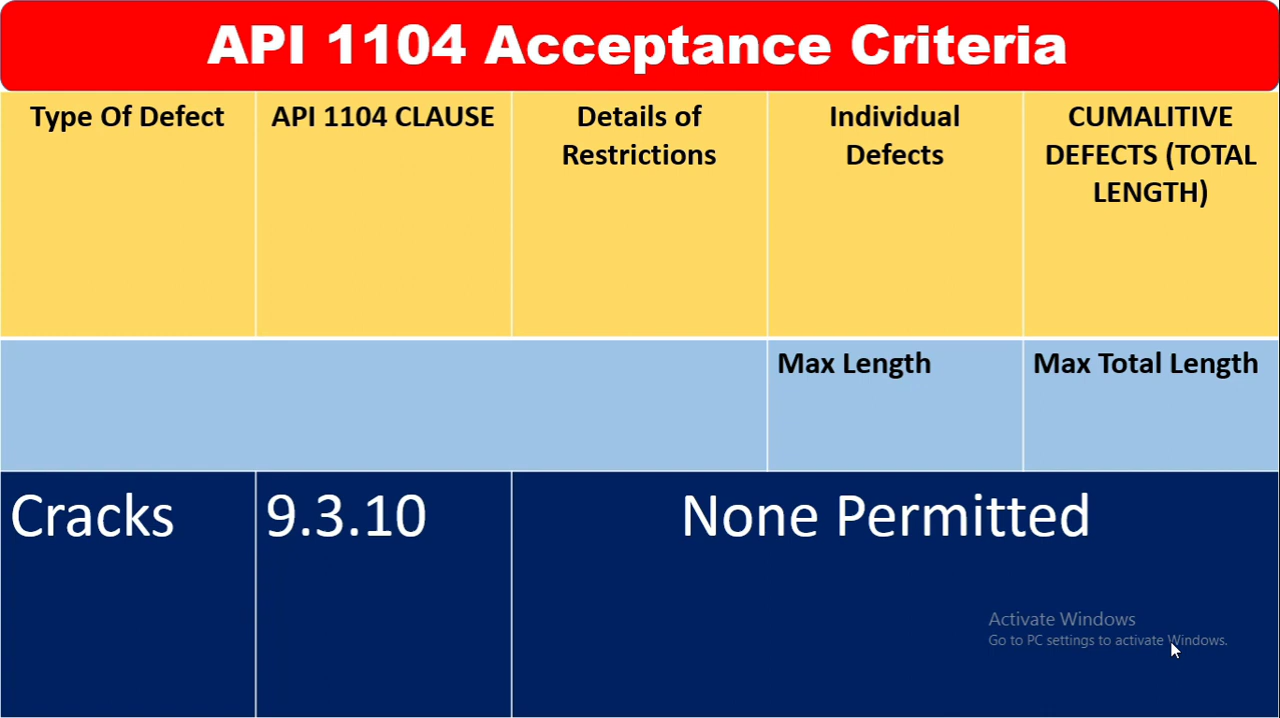 API 1104 Acceptance Criteria
Type Of Defect
API 1104 CLAUSE
Details of
Restrictions
Individual
Defects
CUMALITIVE
DEFECTS (TOTAL
LENGTH)
Max Length
Max Total Length
Cracks
9.3.10
None Permitted
Activate Windows
Go to PC settings to activate Windows.